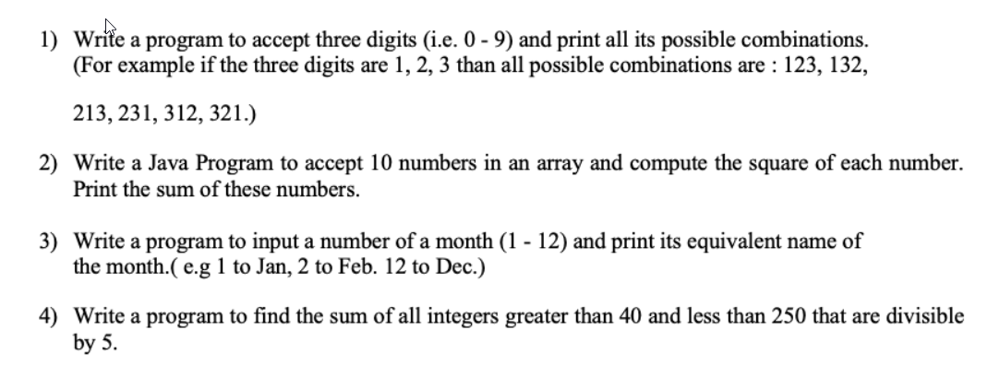 1) Write a program to accept three digits (i.e. 0 - 9) and print all its possible combinations.
(For example if the three digits are 1, 2, 3 than all possible combinations are : 123, 132,
213, 231, 312, 321.)
2) Write a Java Program to accept 10 numbers in an array and compute the square of each number.
Print the sum of these numbers.
3) Write a program to input a number of a month (1 - 12) and print its equivalent name of
the month.( e.g 1 to Jan, 2 to Feb. 12 to Dec.)
4) Write a program to find the sum of all integers greater than 40 and less than 250 that are divisible
by 5.